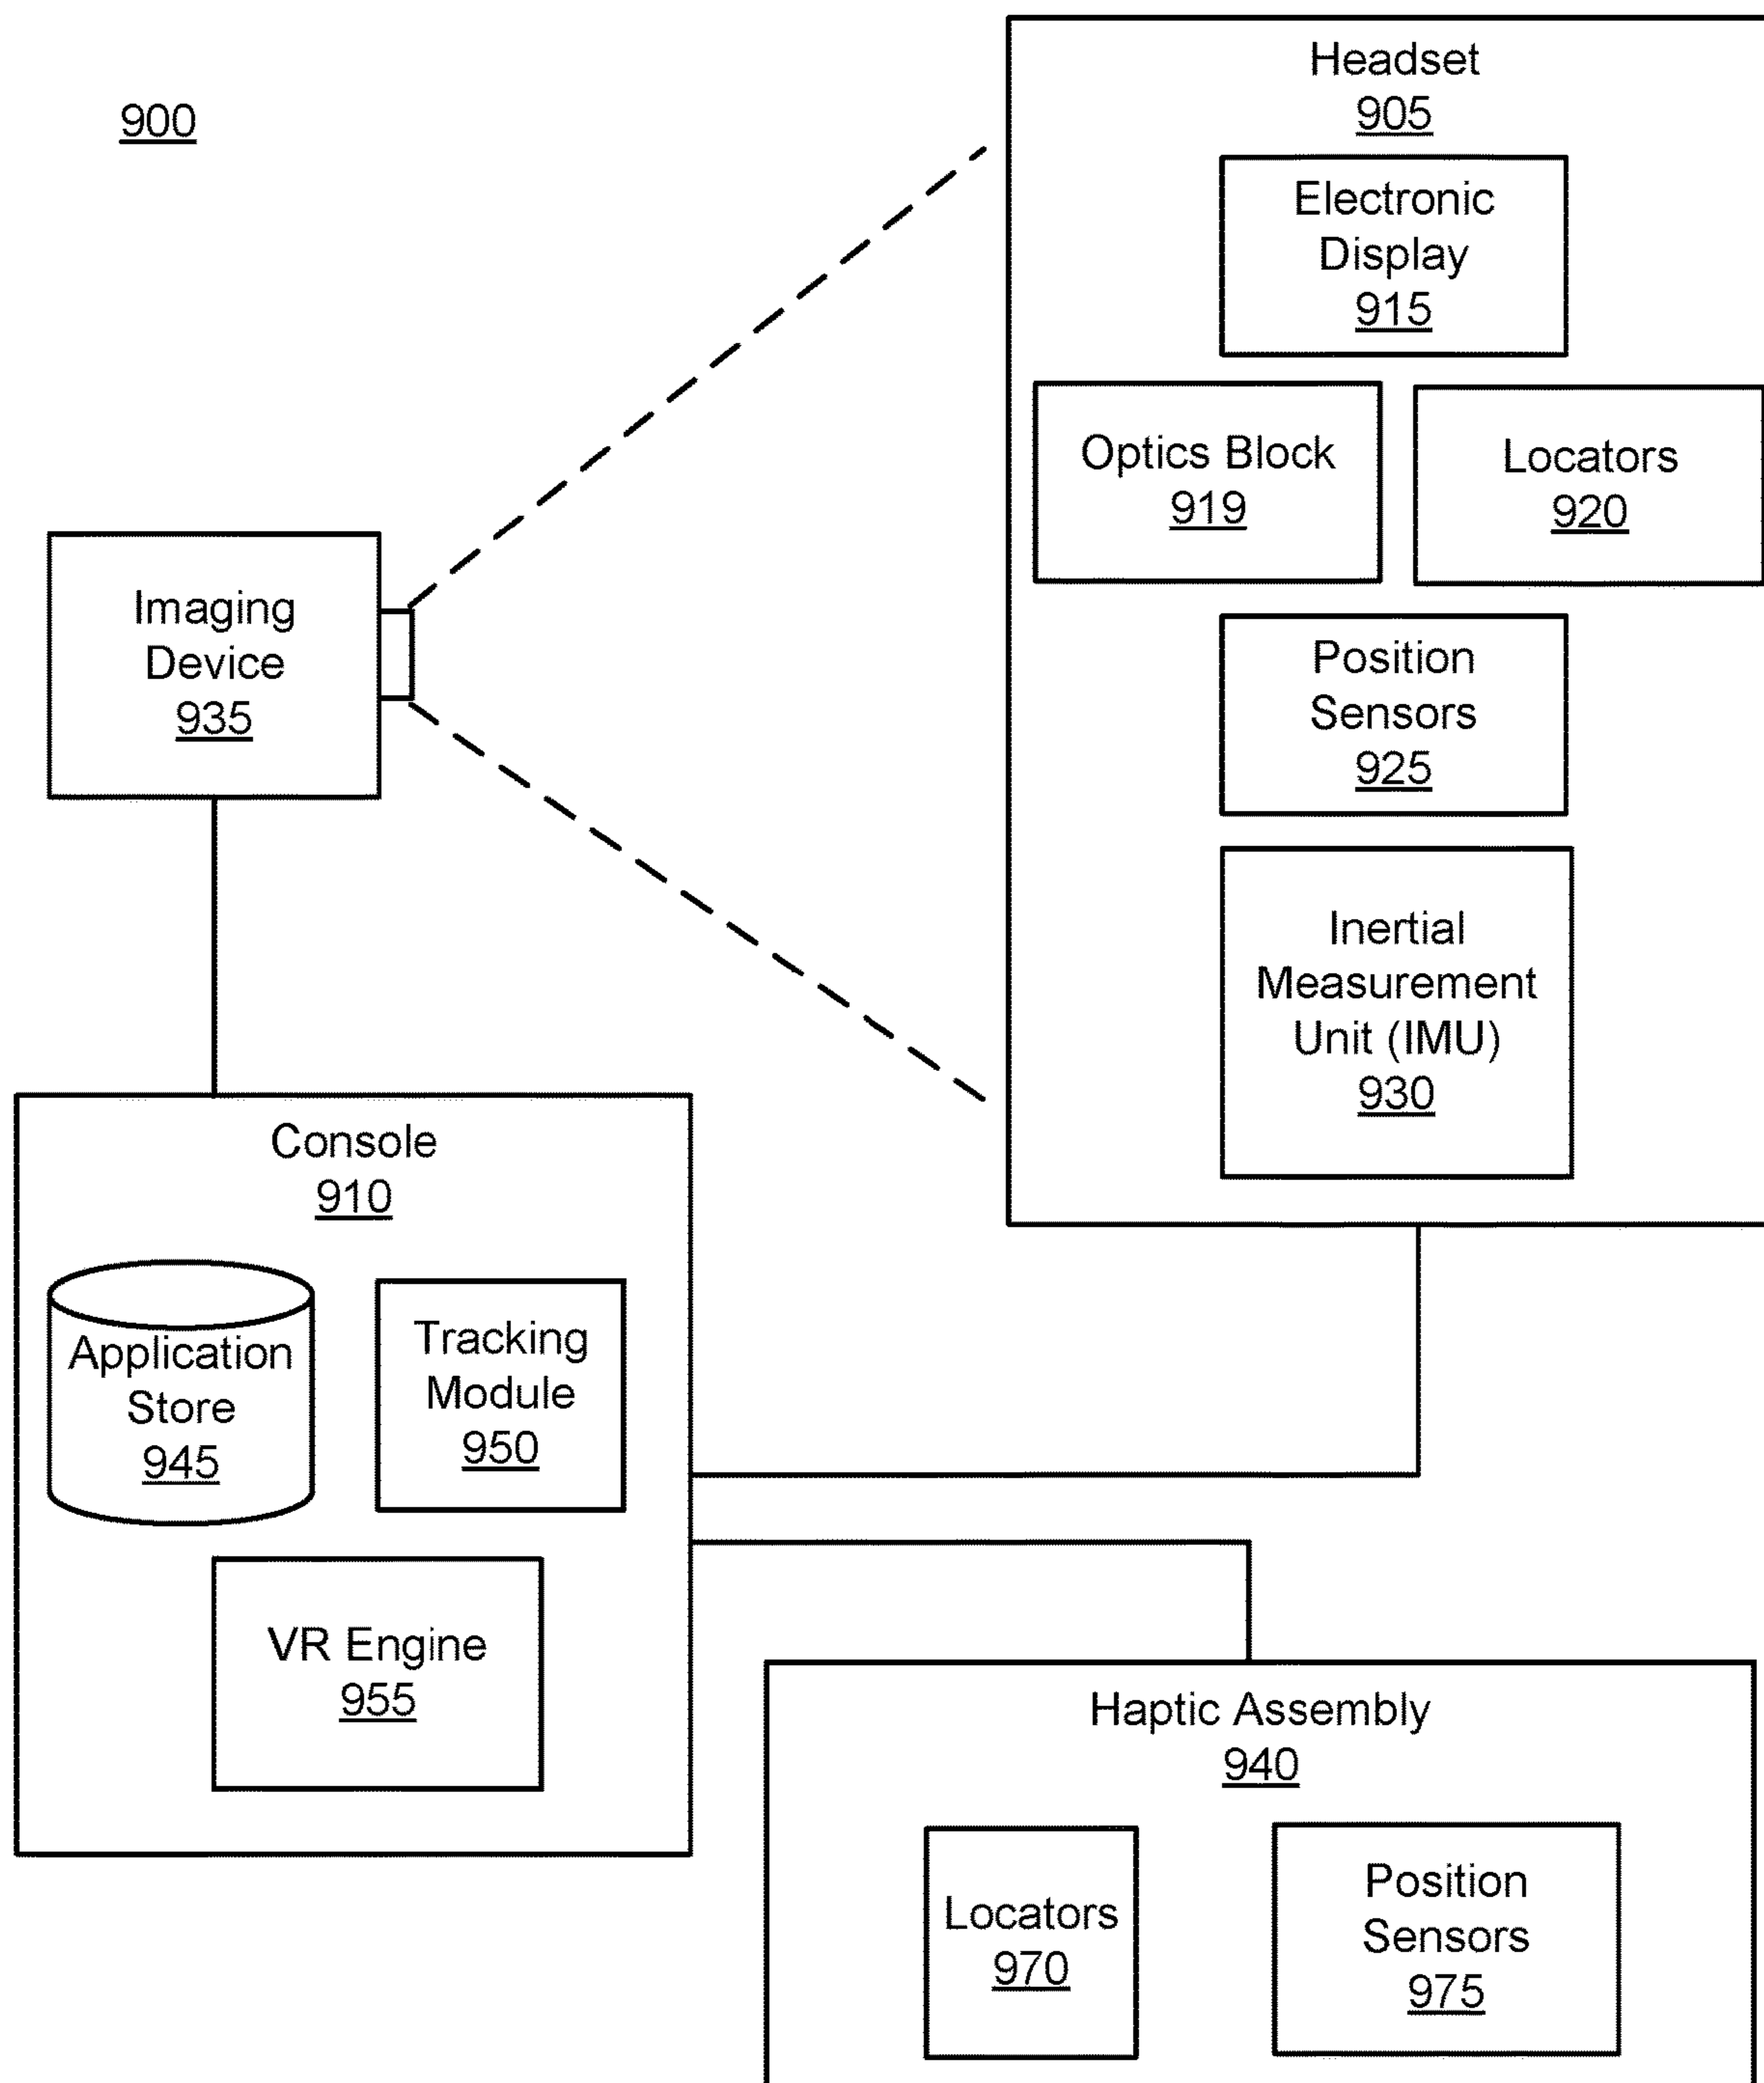 900
Headset
905
Electronic
Display
915
Optics Block
919
Locators
920
Position
Sensors
925
Inertial
Measurement
Unit (IMU)
930
Imaging
Device
935
Console
910
Application
Store
945
Tracking
Module
950
VR Engine
955
Haptic Assembly
940
Locators
970
Position
Sensors
975